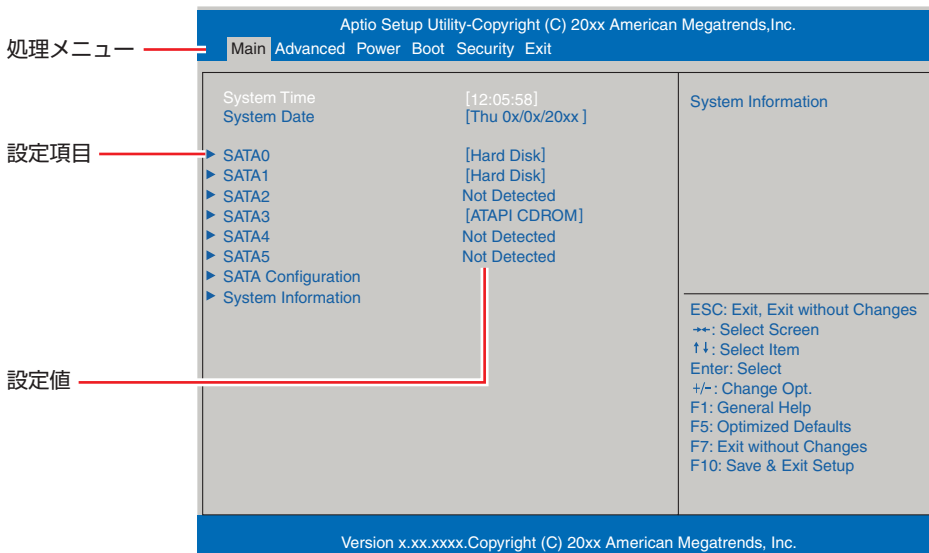 Aptio Setup Utility-Copyright (C) 20xx American Megatrends,Inc.
処理メニュー
Main Advanced Power Boot Security Exit
System Time [12:05:58]
System Date [Thu 0x/0x/20xx ]
System Information
設定項目
▶ SATA0 [Hard Disk]
▶ SATA1 [Hard Disk]
▶ SATA2 Not Detected
▶ SATA3 [ATAPI CDROM]
▶ SATA4 Not Detected
▶ SATA5 Not Detected
▶ SATA Configuration
▶ System Information
設定値
ESC: Exit, Exit without Changes
→←: Select Screen
↑↓: Select Item
Enter: Select
+/-: Change Opt.
F1: General Help
F5: Optimized Defaults
F7: Exit without Changes
F10: Save & Exit Setup
Version x.xx.xxxx.Copyright (C) 20xx American Megatrends, Inc.